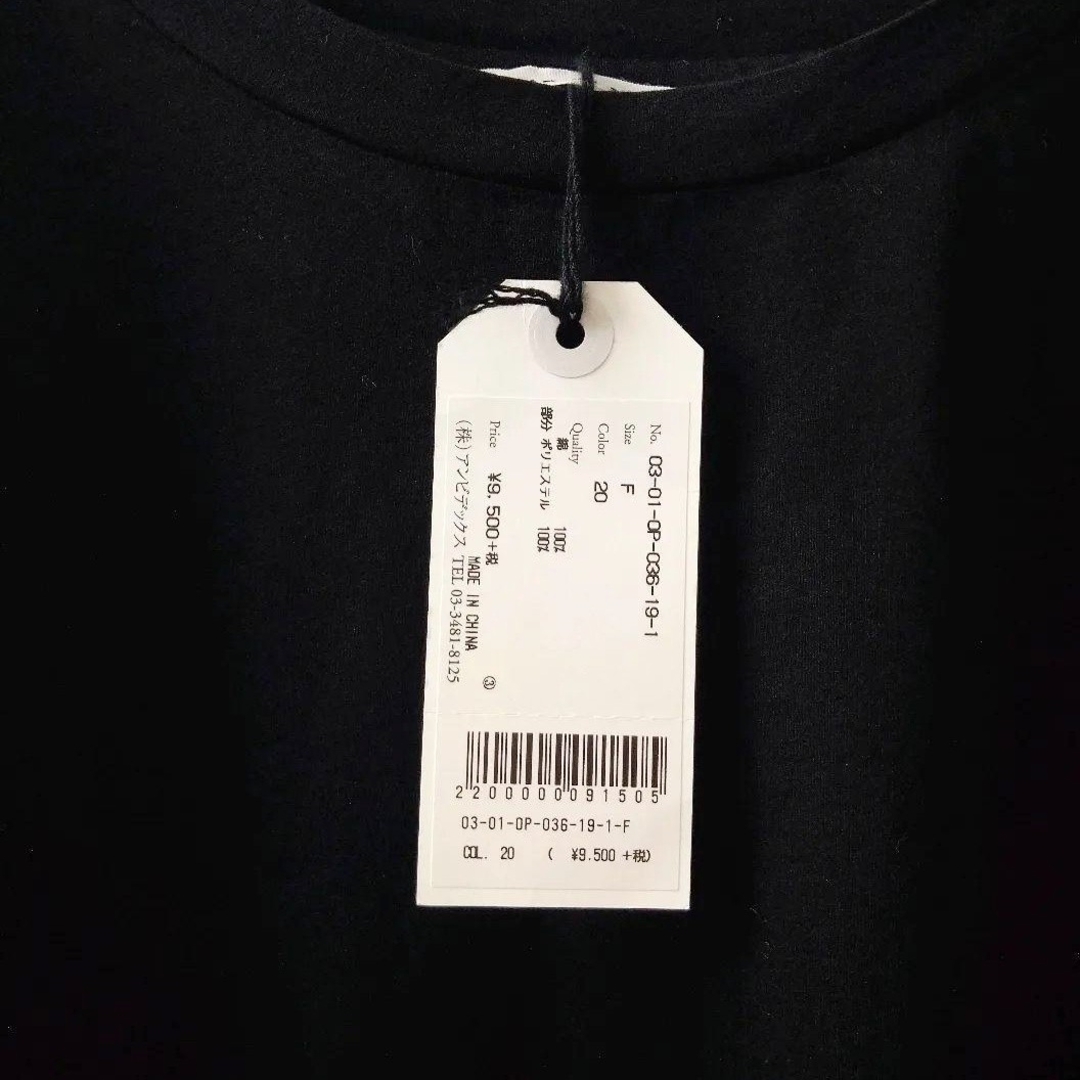 No. 03-01-OP-036-19-1
Size F
Color 20
Quality
綿 100%
部分 ポリエステル 100%
Price ¥9.500+税
MADE IN CHINA ③
(株)アンビデックス TEL 03-3481-8125
2200000091505
03-01-OP-036-19-1-F
COL. 20 ( ¥9.500 +税)